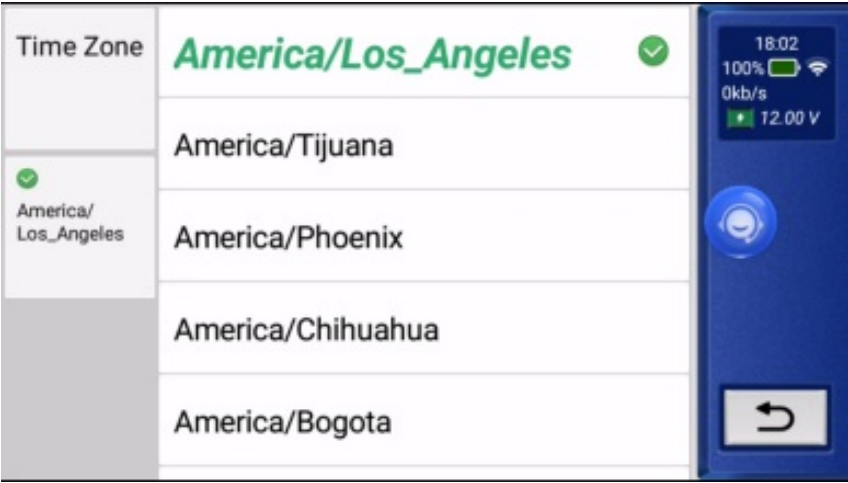 Time Zone
America/Los_Angeles
America/Tijuana
America/
Los_Angeles
America/Phoenix
America/Chihuahua
America/Bogota
18:02
100%
0kb/s
12.00 V